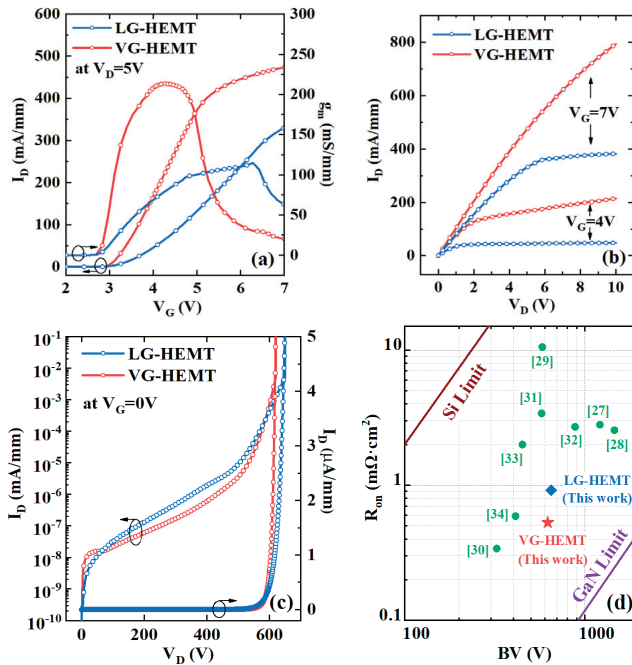 600
500
400
300
200
100
0
I_D (mA/mm)
LG-HEMT
VG-HEMT
at V_D=5V
(a)
300
250
200
150
100
50
0
g_m (mS/mm)
2 3 4 5 6 7
V_G (V)
800
600
400
200
0
I_D (mA/mm)
LG-HEMT
VG-HEMT
V_G=7V
V_G=4V
(b)
0 2 4 6 8 10
V_D (V)
10^-1
10^-2
10^-3
10^-4
10^-5
10^-6
10^-7
10^-8
10^-9
10^-10
I_D (mA/mm)
LG-HEMT
VG-HEMT
at V_G=0V
(c)
5
4
3
2
1
0
I_D (μA/mm)
0 200 400 600
V_D (V)
10
1
0.1
R_on (mΩ·cm²)
Si Limit
[29]
[31]
[27]
[32]
[28]
[33]
LG-HEMT
(This work)
[34]
VG-HEMT
(This work)
[30]
GaN Limit
(d)
100 1000
BV (V)